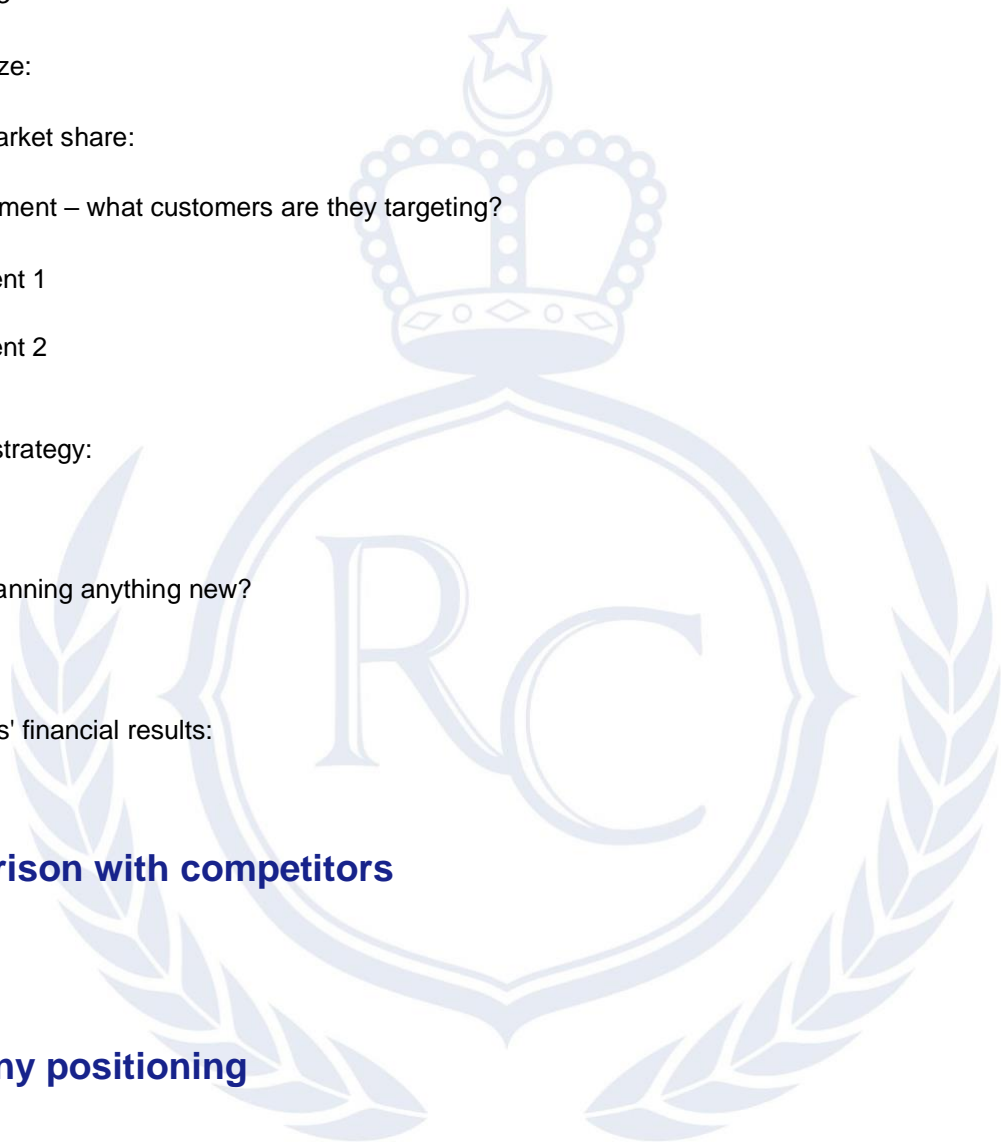 ze:
arket share:
ment – what customers are they targeting?
ent 1
ent 2
strategy:
anning anything new?
s' financial results:
rison with competitors
ny positioning
RC